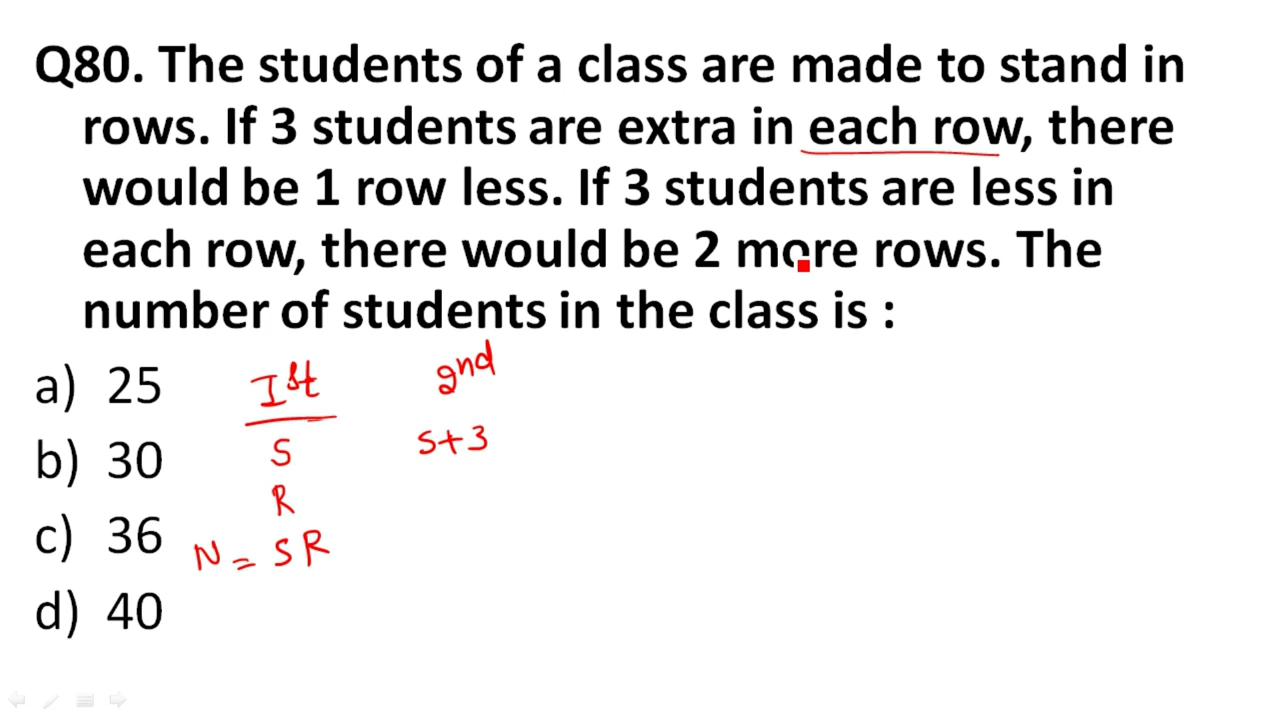 Q80. The students of a class are made to stand in
rows. If 3 students are extra in each row, there
would be 1 row less. If 3 students are less in
each row, there would be 2 more rows. The
number of students in the class is :
a) 25
b) 30
c) 36
d) 40
Ist 2nd
S S+3
R
N = SR